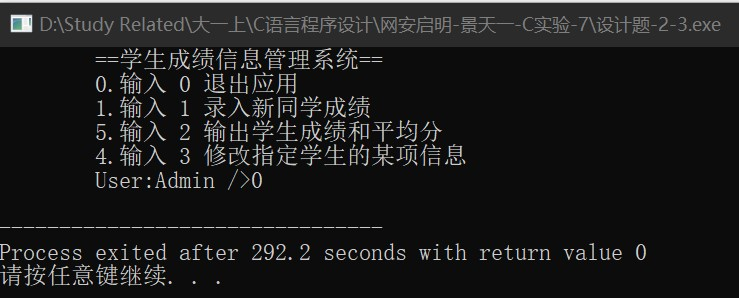 D:\Study Related\大一上\C语言程序设计\网安启明-景天一-C实验-7\设计题-2-3.exe
==学生成绩信息管理系统==
0.输入 0 退出应用
1.输入 1 录入新同学成绩
5.输入 2 输出学生成绩和平均分
4.输入 3 修改指定学生的某项信息
User:Admin />0
--------------------------------
Process exited after 292.2 seconds with return value 0
请按任意键继续. . .